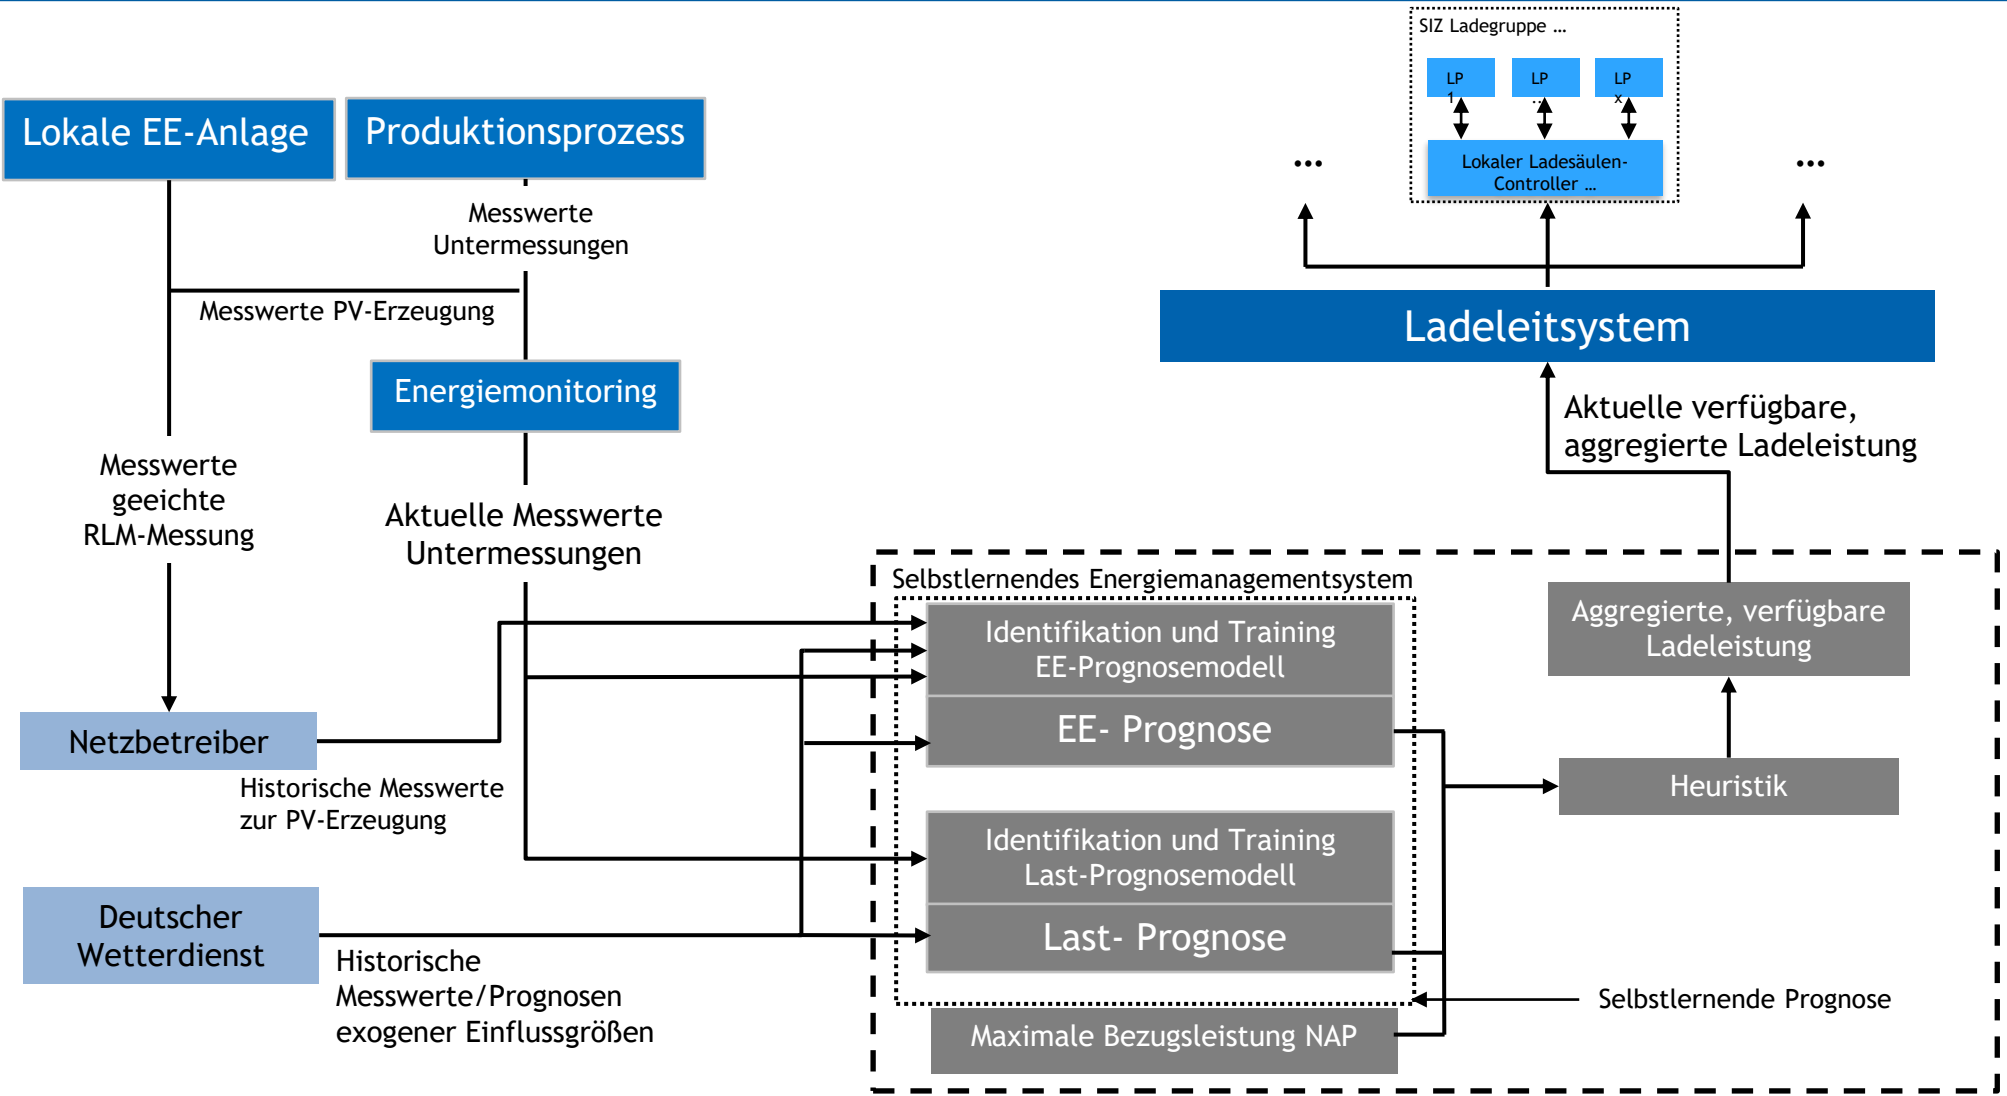 SIZ Ladegruppe …
LP
1
LP
..
LP
x
Lokaler Ladesäulen-
Controller …
...
...
Lokale EE-Anlage
Produktionsprozess
Messwerte
Untermessungen
Messwerte PV-Erzeugung
Ladeleitsystem
Energiemonitoring
Aktuelle verfügbare,
aggregierte Ladeleistung
Messwerte
geeichte
RLM-Messung
Aktuelle Messwerte
Untermessungen
Selbstlernendes Energiemanagementsystem
Identifikation und Training
EE-Prognosemodell
EE- Prognose
Aggregierte, verfügbare
Ladeleistung
Netzbetreiber
Historische Messwerte
zur PV-Erzeugung
Heuristik
Identifikation und Training
Last-Prognosemodell
Last- Prognose
Deutscher
Wetterdienst
Historische
Messwerte/Prognosen
exogener Einflussgrößen
Selbstlernende Prognose
Maximale Bezugsleistung NAP